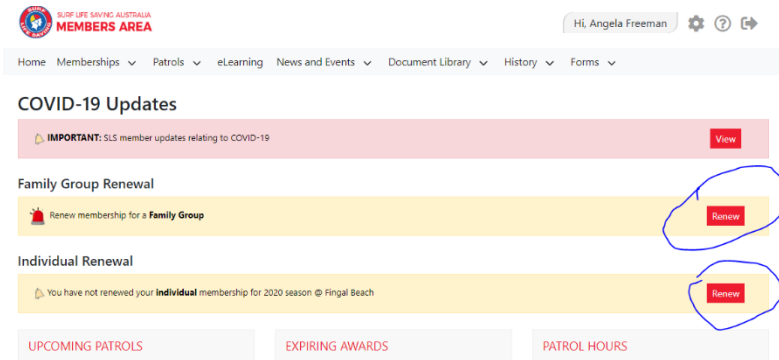 SURF LIFE SAVING AUSTRALIA
MEMBERS AREA
Hi, Angela Freeman
Home Memberships Patrols eLearning News and Events Document Library History Forms
COVID-19 Updates
IMPORTANT: SLS member updates relating to COVID-19 View
Family Group Renewal
Renew membership for a Family Group Renew
Individual Renewal
You have not renewed your individual membership for 2020 season @ Fingal Beach Renew
UPCOMING PATROLS EXPIRING AWARDS PATROL HOURS